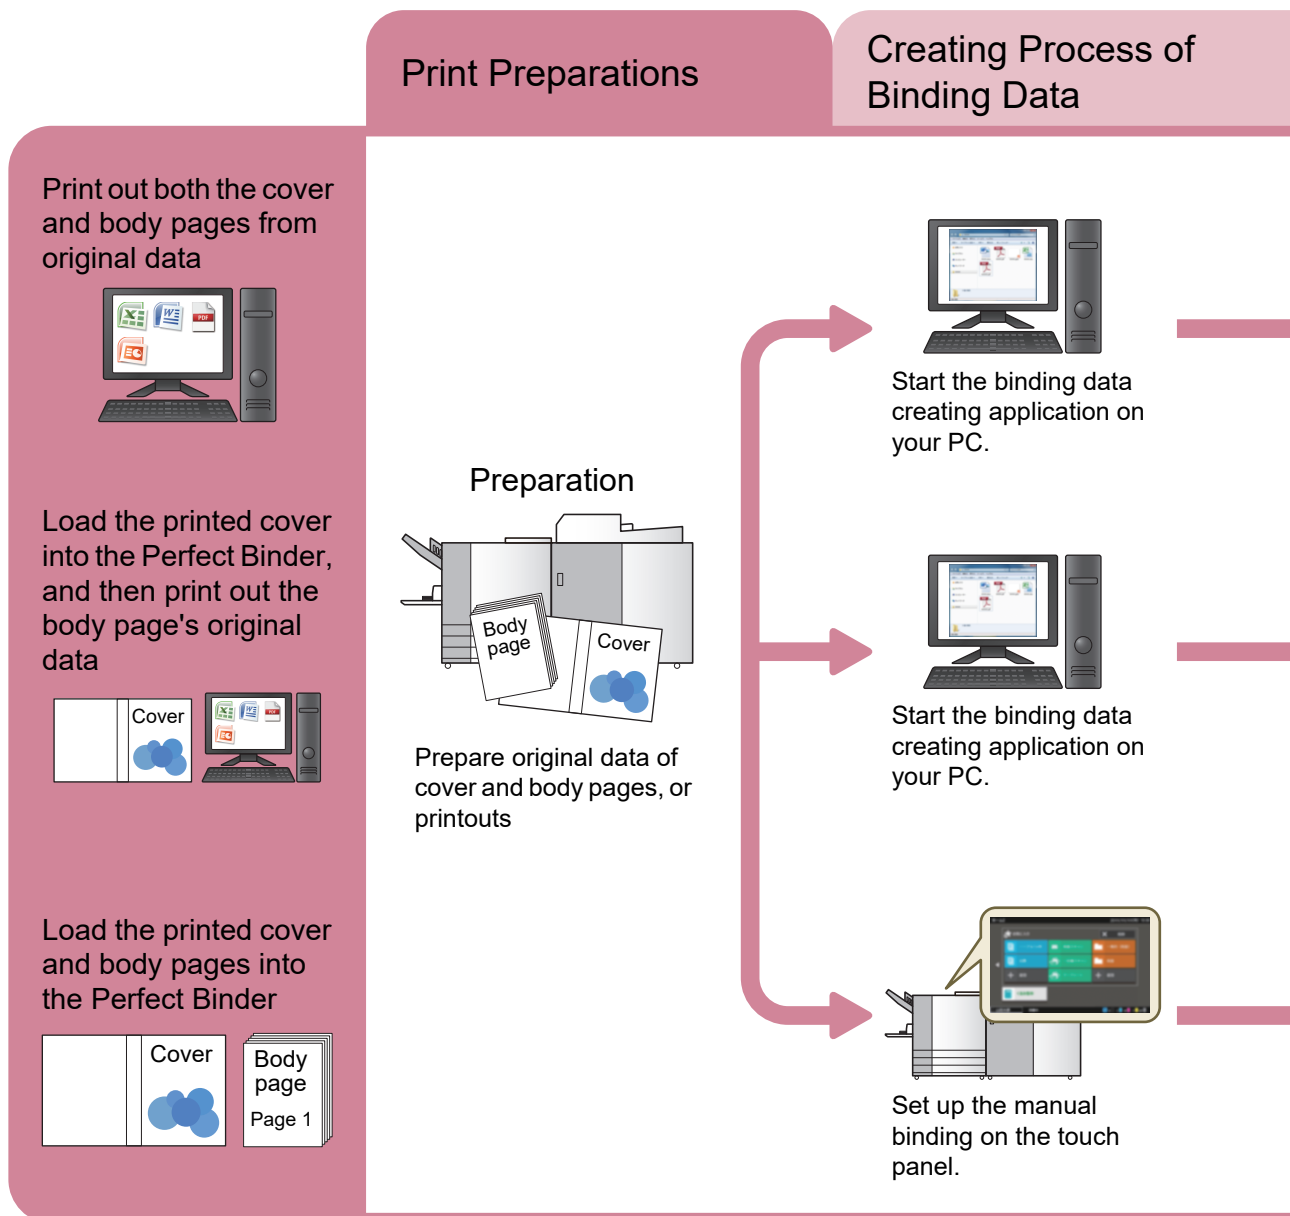 Print Preparations
Creating Process of
Binding Data
Print out both the cover
and body pages from
original data
PDF
Load the printed cover
into the Perfect Binder,
and then print out the
body page's original
data
Cover
PDF
Load the printed cover
and body pages into
the Perfect Binder
Cover
Body
page
Page 1
Preparation
Body
page
Cover
Prepare original data of
cover and body pages, or
printouts
Start the binding data
creating application on
your PC.
Start the binding data
creating application on
your PC.
Set up the manual
binding on the touch
panel.